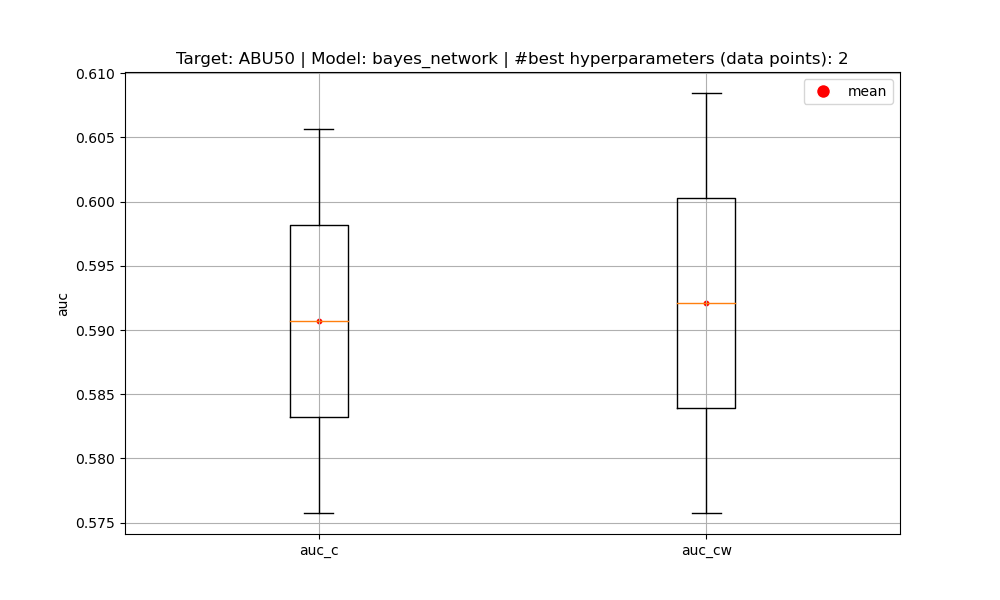 Target: ABU50 | Model: bayes_network | #best hyperparameters (data points): 2
mean
0.610
0.605
0.600
0.595
0.590
0.585
0.580
0.575
auc
auc_c
auc_cw